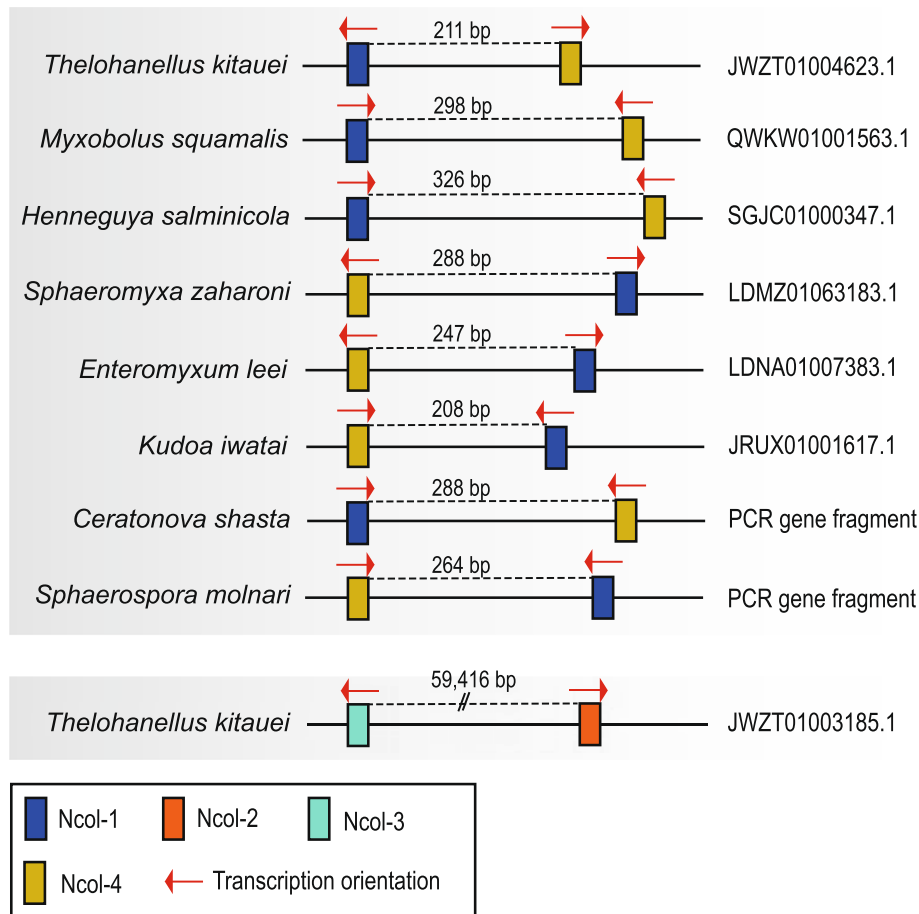 211 bp
Thelohanellus kitauei JWZT01004623.1
298 bp
Myxobolus squamalis QWKW01001563.1
326 bp
Henneguya salminicola SGJC01000347.1
288 bp
Sphaeromyxa zaharoni LDMZ01063183.1
247 bp
Enteromyxum leei LDNA01007383.1
208 bp
Kudoa iwatai JRUX01001617.1
288 bp
Ceratonova shasta PCR gene fragment
264 bp
Sphaerospora molnari PCR gene fragment
59,416 bp
Thelohanellus kitauei JWZT01003185.1
Ncol-1 Ncol-2 Ncol-3
Ncol-4 Transcription orientation